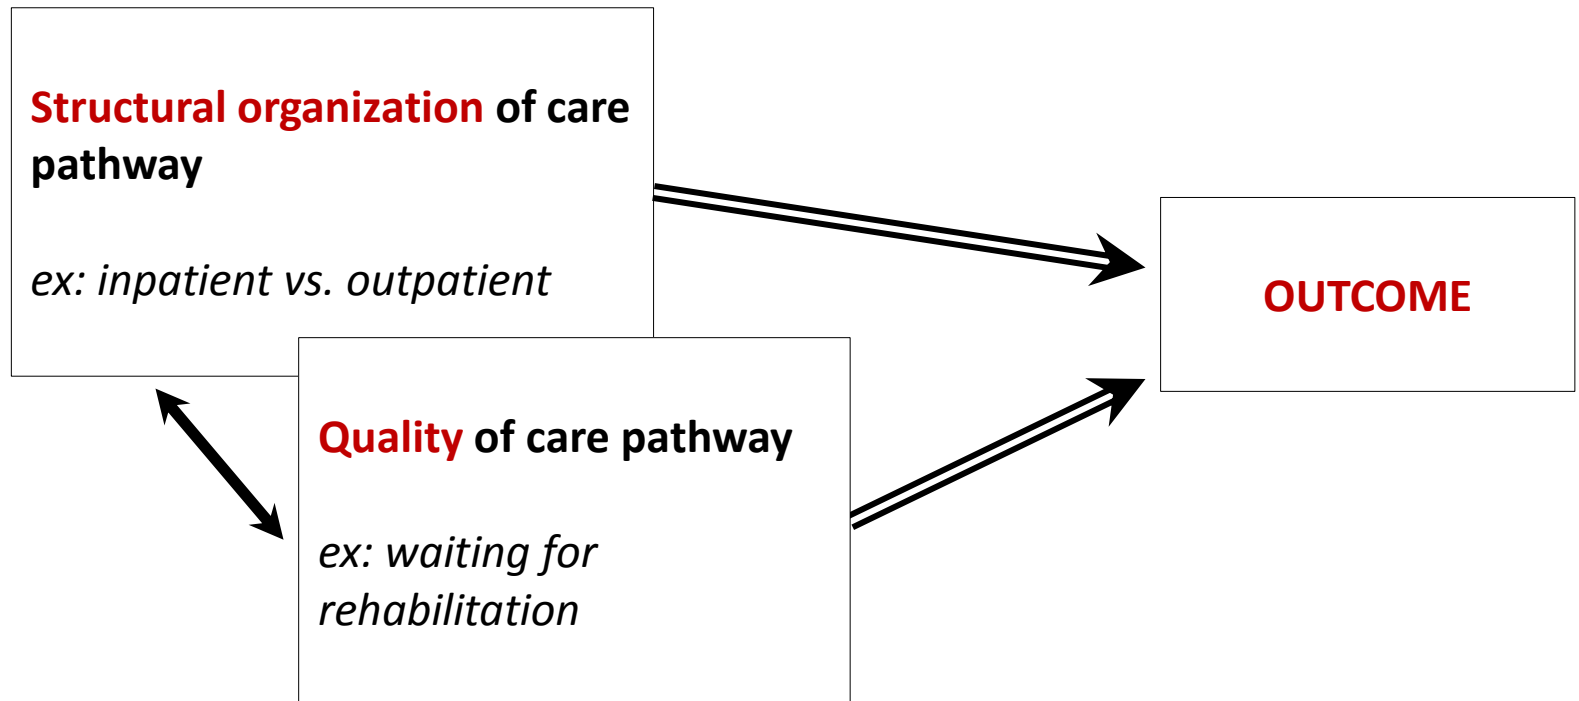 Structural organization of care
pathway
ex: inpatient vs. outpatient
Quality of care pathway
ex: waiting for
rehabilitation
OUTCOME